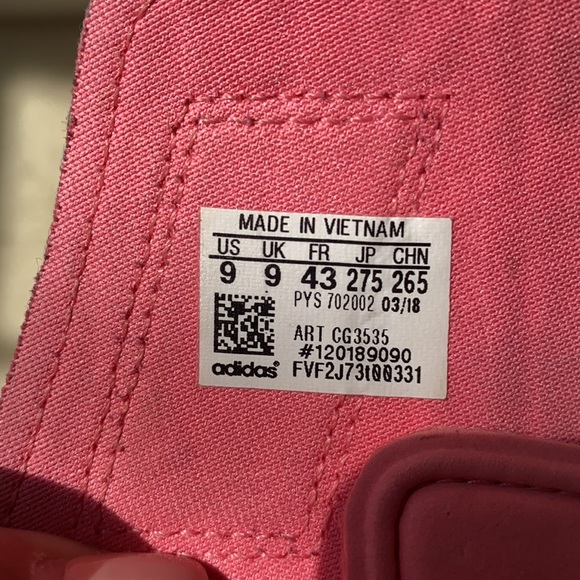 MADE IN VIETNAM
US UK FR JP CHN
9 9 43 275 265
PYS 702002 03/18
ART CG3535
#120189090
adidas® FVF2J73t00331